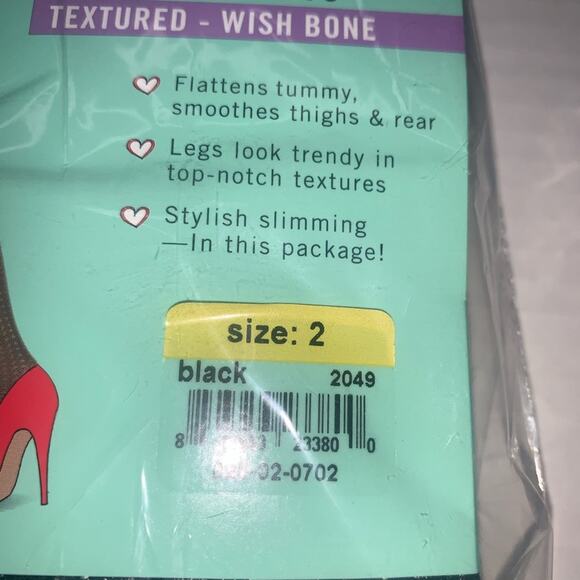 TEXTURED - WISH BONE
Flattens tummy,
smoothes thighs & rear
Legs look trendy in
top-notch textures
Stylish slimming
—In this package!
size: 2
black 2049
8 23380 0
-02-0702